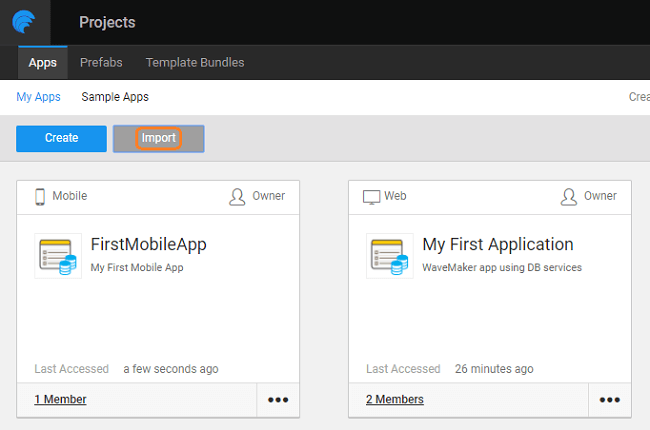 Projects
Apps Prefabs Template Bundles
My Apps Sample Apps Crea
Create Import
Mobile Owner
FirstMobileApp
My First Mobile App
Last Accessed a few seconds ago
1 Member
Web Owner
My First Application
WaveMaker app using DB services
Last Accessed 26 minutes ago
2 Members